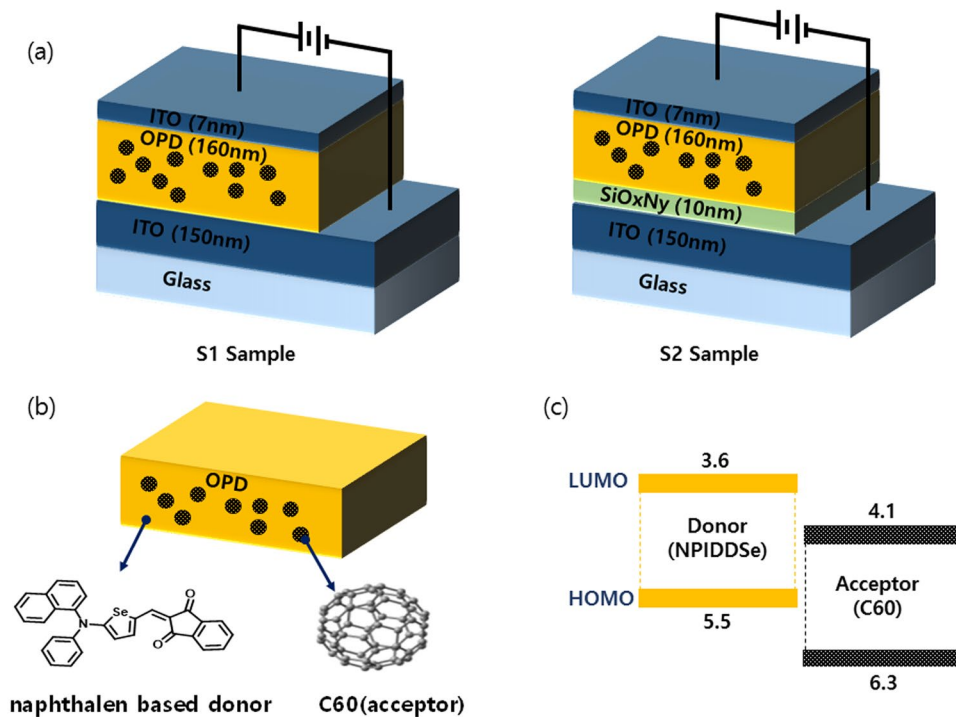 (a)
ITO (7nm)
OPD (160nm)
ITO (150nm)
Glass
S1 Sample
ITO (7nm)
OPD (160nm)
SiOxNy (10nm)
ITO (150nm)
Glass
S2 Sample
(b)
OPD
Se
N
O
O
naphthalen based donor
C60(acceptor)
(c)
3.6
LUMO
4.1
Donor
(NPIDDSe)
Acceptor
(C60)
HOMO
5.5
6.3